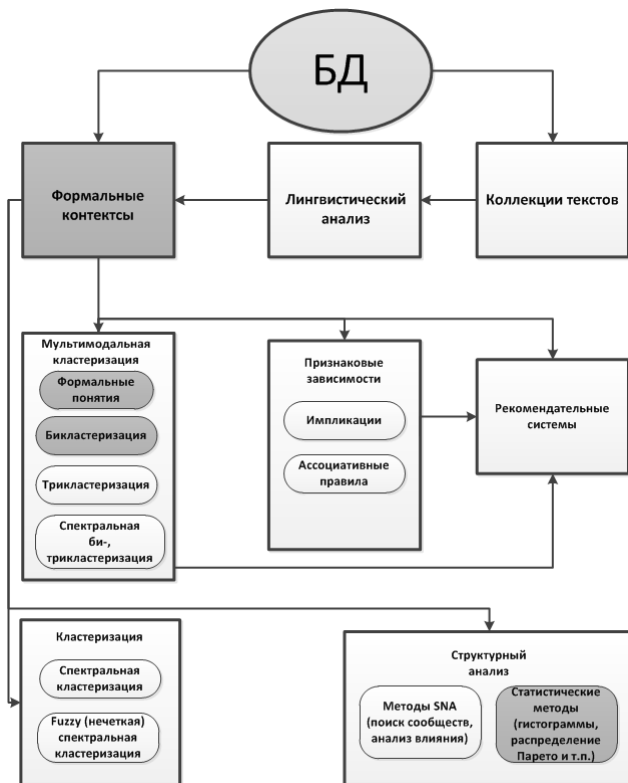 БД
Формальные
контектсы
Лингвистический
анализ
Коллекции текстов
Мультимодальная
кластеризация
Формальные
понятия
Бикластеризация
Трикластеризация
Спектральная
би-,
трикластеризация
Признаковые
зависимости
Импликации
Ассоциативные
правила
Рекомендательные
системы
Кластеризация
Спектральная
кластеризация
Fuzzy (нечеткая)
спектральная
кластеризация
Структурный
анализ
Методы SNA
(поиск сообществ,
анализ влияния)
Статистические
методы
(гистограммы,
распределение
Парето и т.п.)